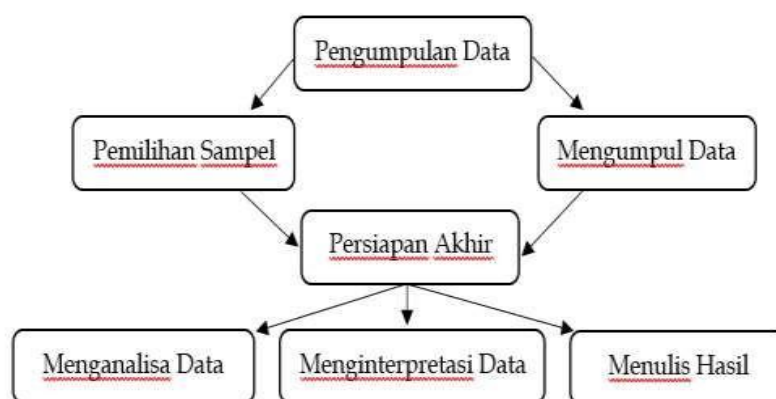 Pengumpulan Data
Pemilihan Sampel
Mengumpul Data
Persiapan Akhir
Menganalisa Data
Menginterpretasi Data
Menulis Hasil